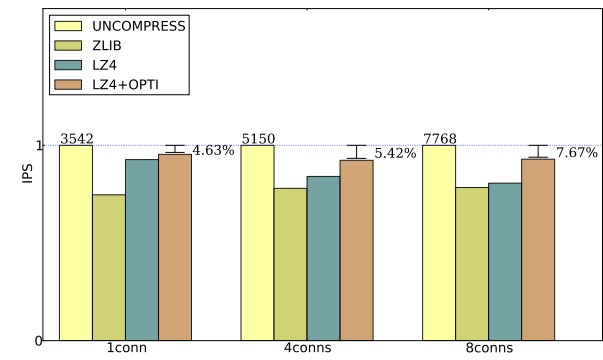 UNCOMPRESS
ZLIB
LZ4
LZ4+OPTI
3542
5150
7768
1
4.63%
5.42%
7.67%
IPS
0
1conn
4conns
8conns